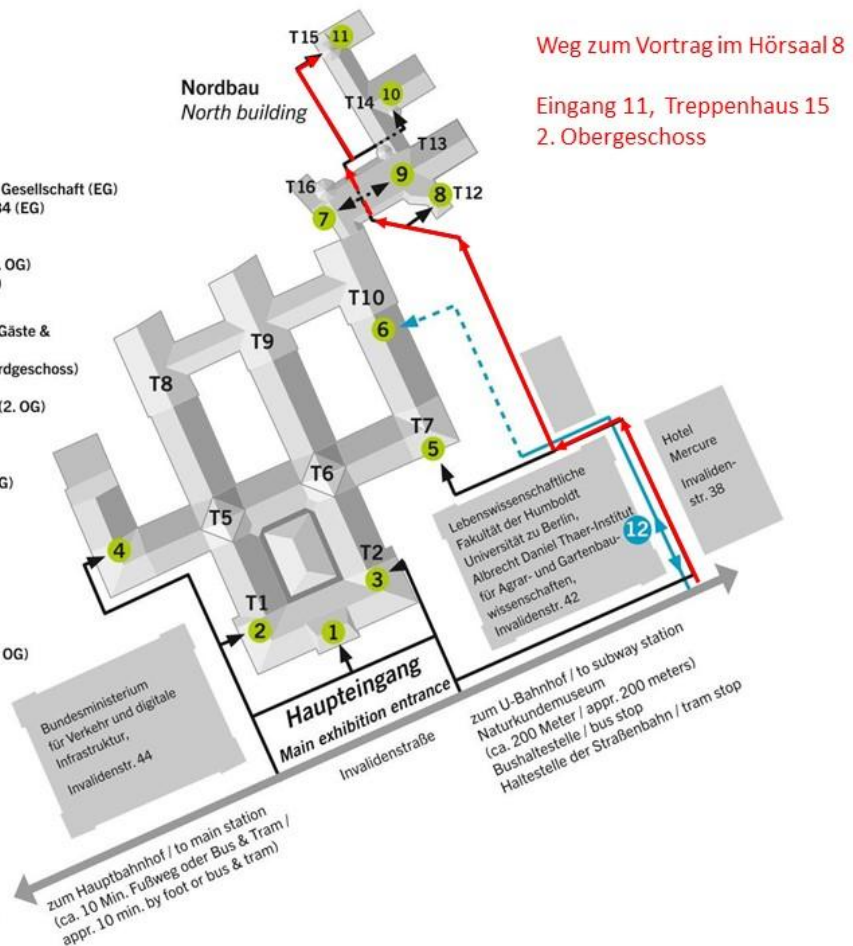 Weg zum Vortrag im Hörsaal 8
Eingang 11, Treppenhaus 15
2. Obergeschoss
T15
11
Nordbau
North building
T14
10
T13
9
T16
8
T12
7
Gesellschaft (EG)
34 (EG)
OG)
Gäste &
rdgeschoss)
(2. OG)
G)
OG)
T10
6
T9
T8
T7
5
T6
T5
4
T2
3
T1
2
1
Hotel
Mercure
Invaliden-
str. 38
Lebenswissenschaftliche
Fakultät der Humboldt
Universität zu Berlin,
Albrecht Daniel Thaer-Institut
für Agrar- und Gartenbau-
wissenschaften,
Invalidenstr. 42
12
Haupteingang
Main exhibition entrance
Invalidenstraße
Bundesministerium
für Verkehr und digitale
Infrastruktur,
Invalidenstr. 44
zum U-Bahnhof / to subway station
Naturkundemuseum
(ca. 200 Meter / appr. 200 meters)
Bushaltestelle / bus stop
Haltestelle der Straßenbahn / tram stop
zum Hauptbahnhof / to main station
(ca. 10 Min. Fußweg oder Bus & Tram /
appr. 10 min. by foot or bus & tram)